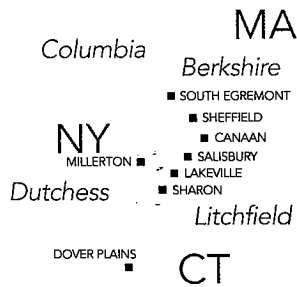 MA
Columbia
Berkshire
SOUTH EGREMONT
SHEFFIELD
NY
CANAAN
MILLERTON
SALISBURY
LAKEVILLE
Dutchess
SHARON
Litchfield
DOVER PLAINS
CT